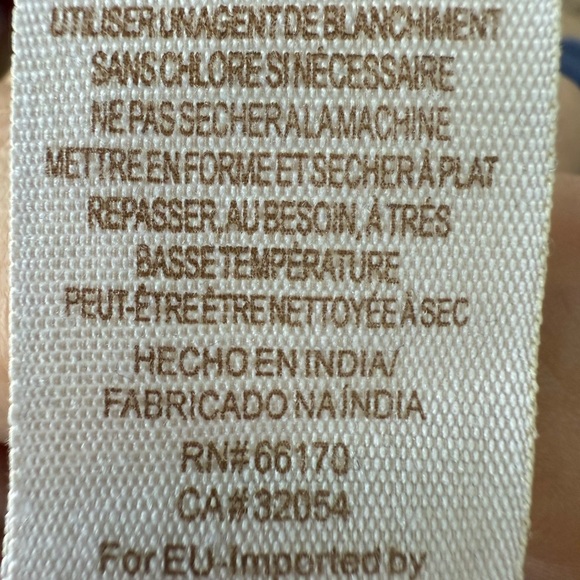 UTILISER UN AGENT DE BLANCHIMENT
SANS CHLORE SI NÉCESSAIRE
NE PAS SECHER A LA MACHINE
METTRE EN FORME ET SECHER À PLAT
REPASSER, AU BESOIN, À TRÉS
BASSE TEMPÉRATURE
PEUT-ÊTRE ÉTRE NETTOYÉE À SEC
HECHO EN INDIA/
FABRICADO NA ÍNDIA
RN# 66170
CA# 32054
For EU-Imported by